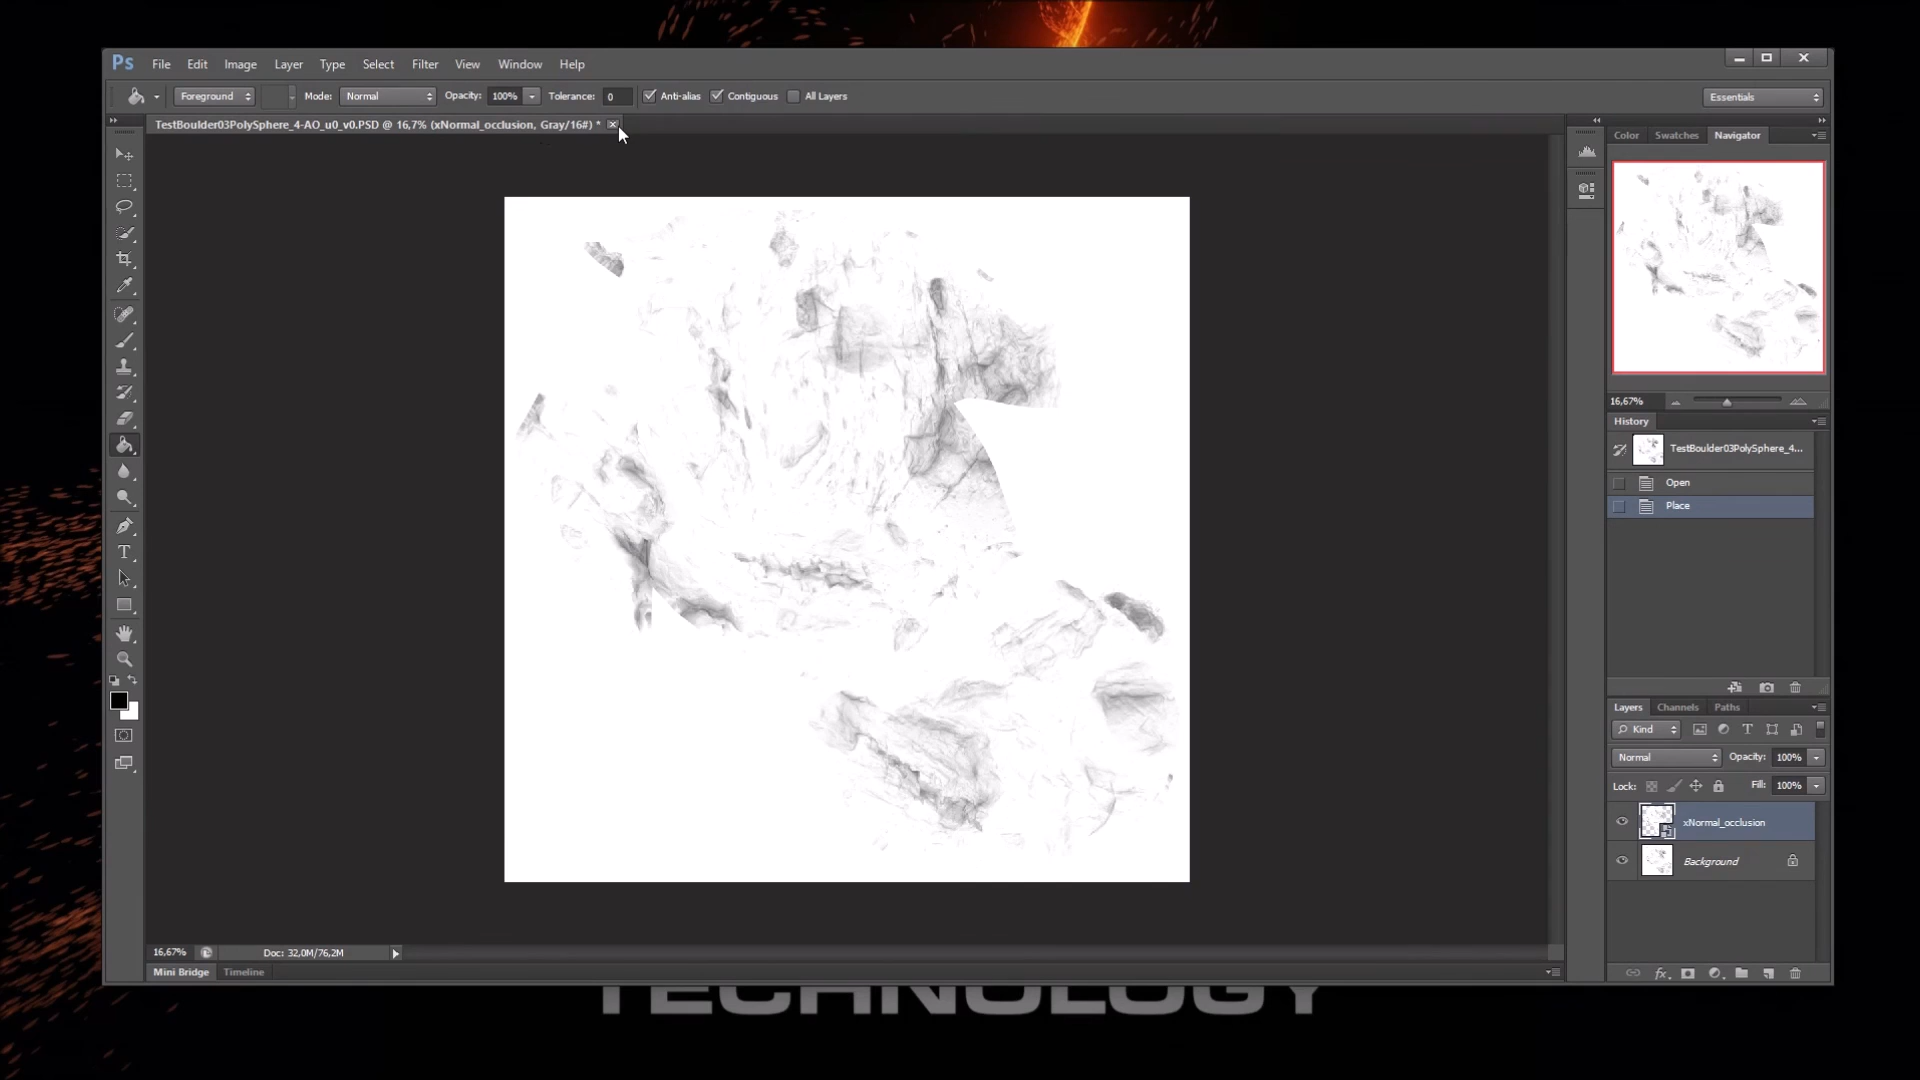 Ps File Edit Image Layer Type Select Filter View Window Help
Foreground Mode: Normal Opacity: 100% Tolerance: 0 Anti-alias Contiguous All Layers Essentials
TestBoulder03PolySphere_4-AO_u0_v0.PSD @ 16,7% (xNormal_occlusion, Gray/16#) *
Color Swatches Navigator
16,67%
History
TestBoulder03PolySphere_4...
Open
Place
Layers Channels Paths
Kind
Normal Opacity: 100%
Lock: Fill: 100%
xNormal_occlusion
Background
16,67% Doc: 32,0M/76,2M
Mini Bridge Timeline
TECHNOLOGY